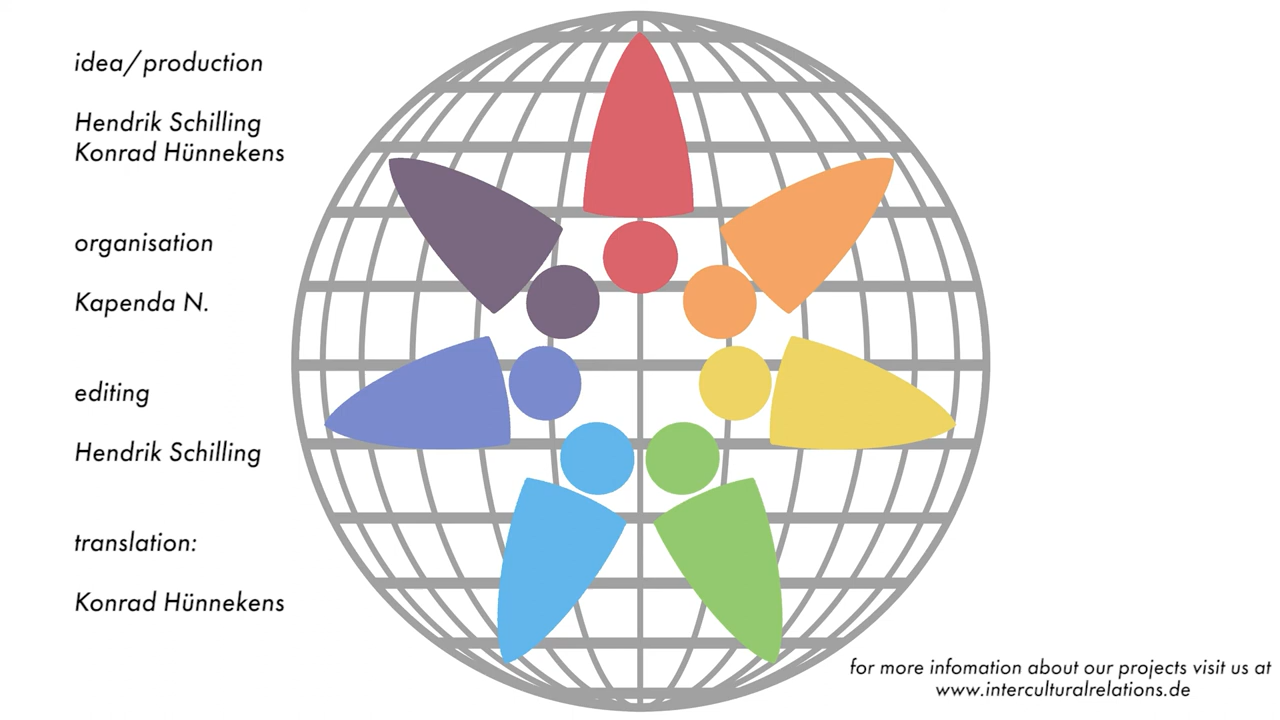 idea/production
Hendrik Schilling
Konrad Hünnekens
organisation
Kapenda N.
editing
Hendrik Schilling
translation:
Konrad Hünnekens
for more infomation about our projects visit us at
www.interculturalrelations.de